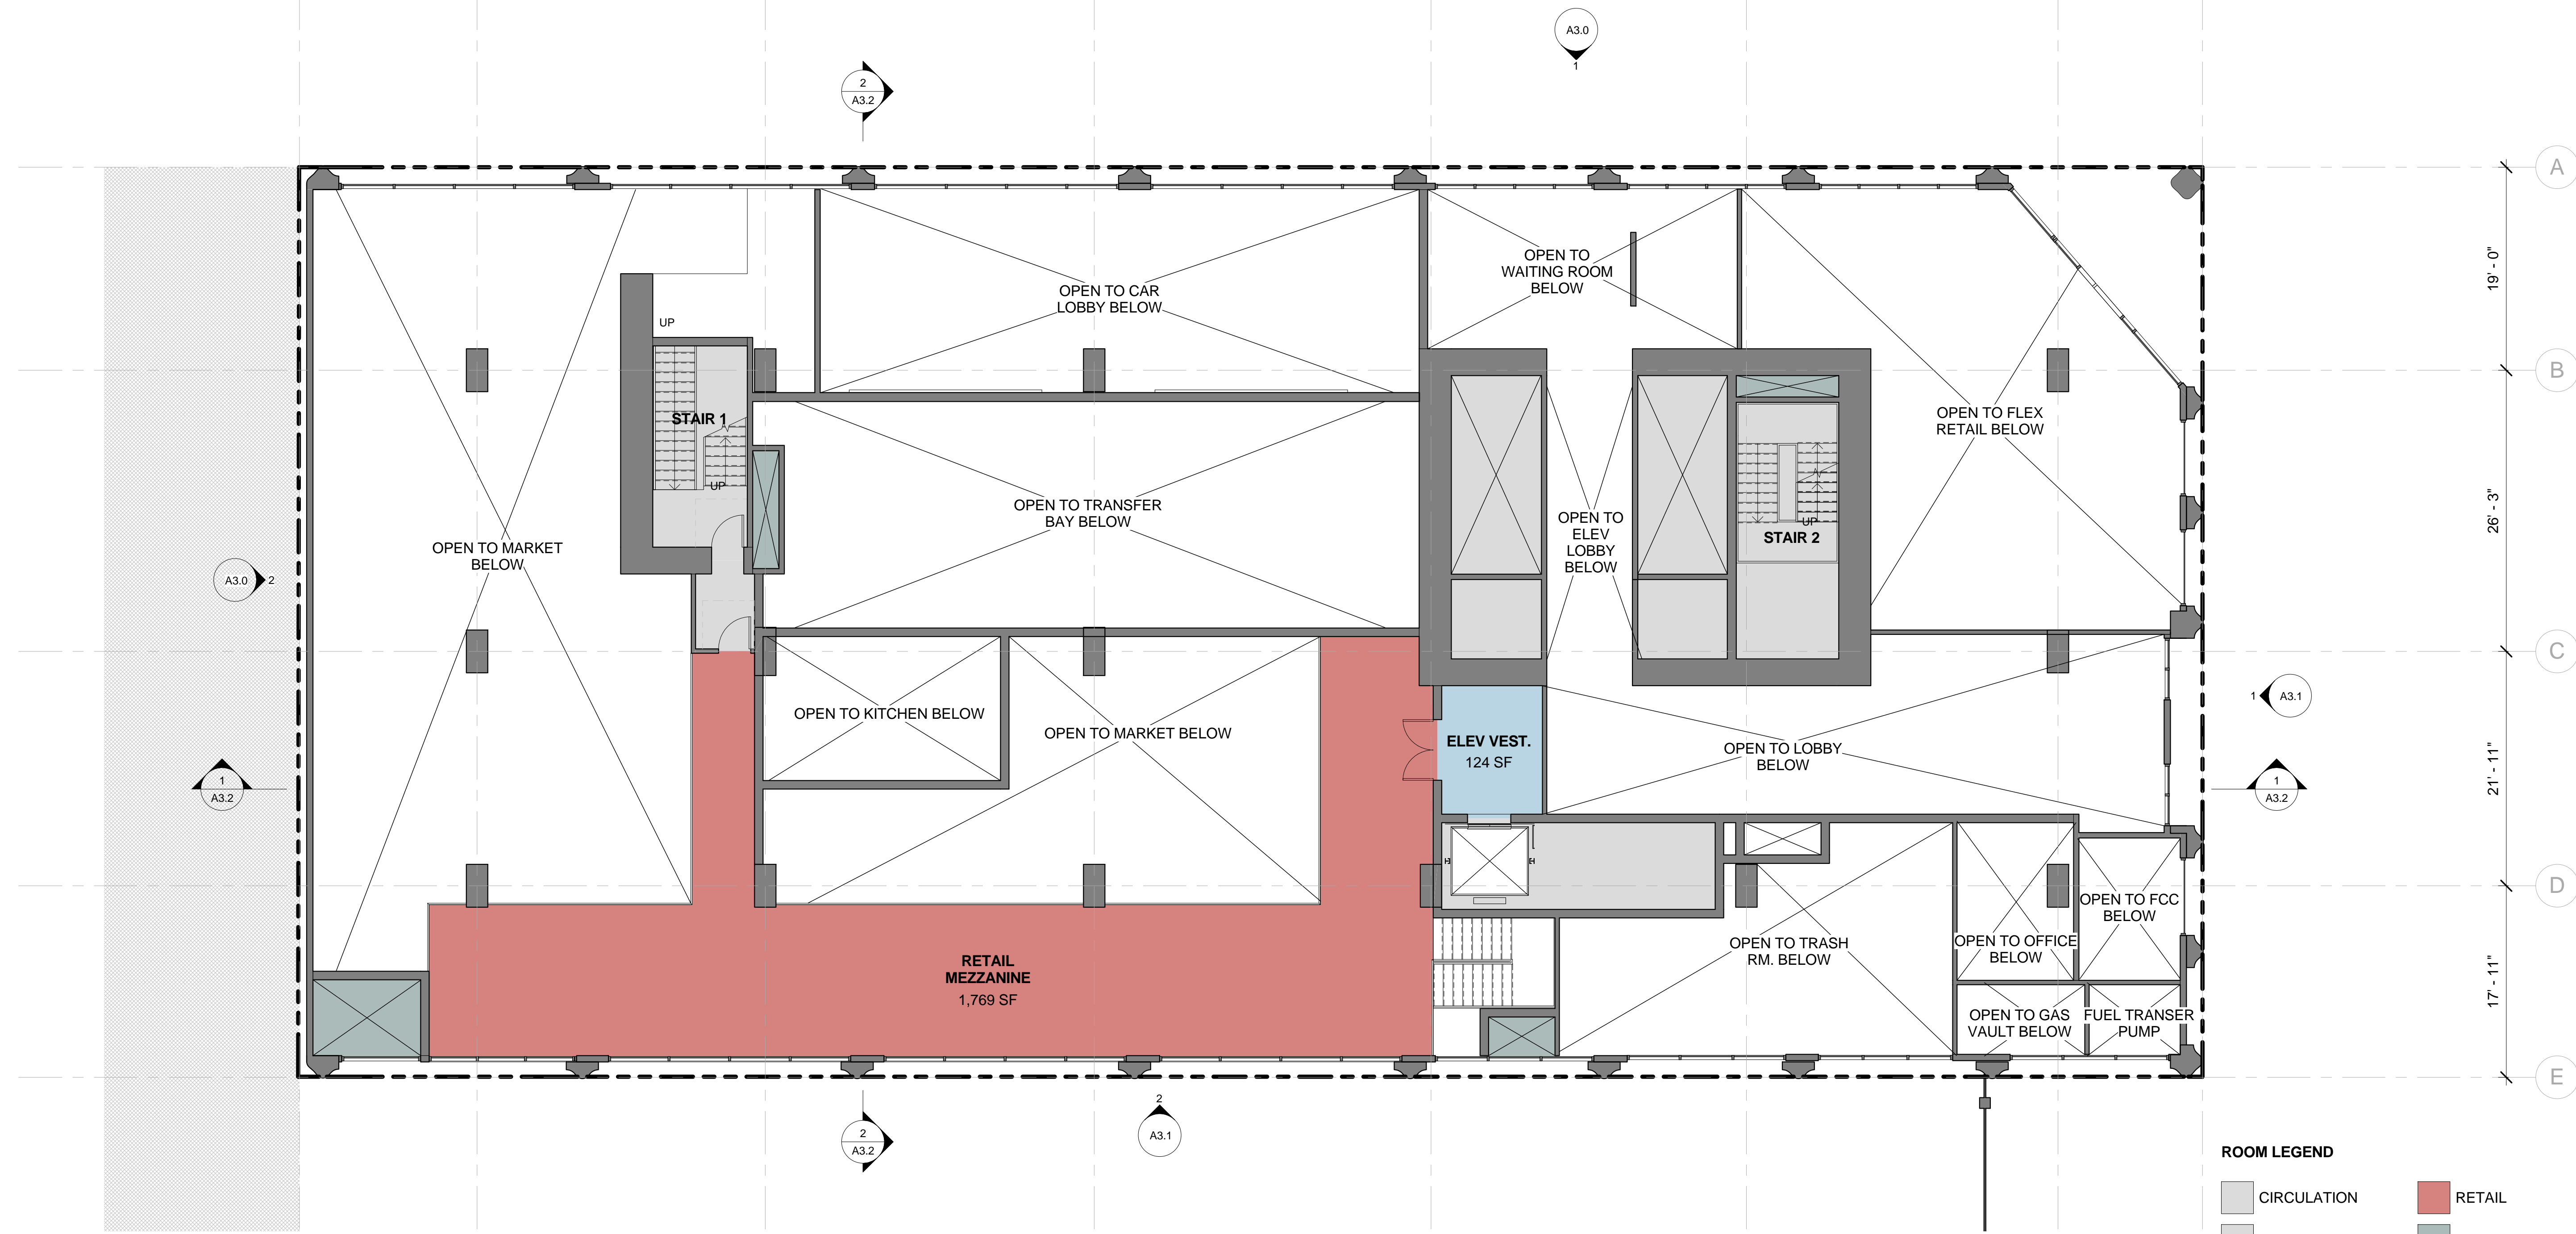 A3.0
1
2
A3.2
A
19' - 0"
OPEN TO
WAITING ROOM
BELOW
OPEN TO CAR
LOBBY BELOW
UP
B
STAIR 1
OPEN TO FLEX
RETAIL BELOW
UP
OPEN TO TRANSFER
BAY BELOW
OPEN TO
ELEV
LOBBY
BELOW
UP
STAIR 2
26' - 3"
OPEN TO MARKET
BELOW
A3.0
2
C
OPEN TO KITCHEN BELOW
OPEN TO MARKET BELOW
ELEV VEST.
124 SF
OPEN TO LOBBY
BELOW
1
A3.1
21' - 11"
1
A3.2
1
A3.2
D
OPEN TO FCC
BELOW
OPEN TO TRASH
RM. BELOW
OPEN TO OFFICE
BELOW
RETAIL
MEZZANINE
1,769 SF
17' - 11"
OPEN TO GAS
VAULT BELOW
FUEL TRANSER
PUMP
E
2
A3.2
2
A3.1
ROOM LEGEND
CIRCULATION
RETAIL